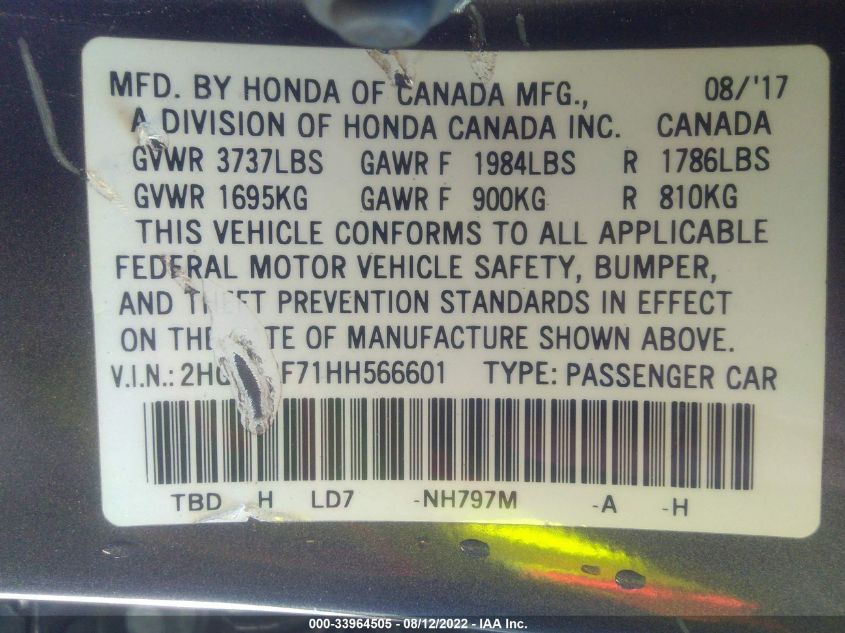 MFD. BY HONDA OF CANADA MFG., 08/'17
A DIVISION OF HONDA CANADA INC. CANADA
GVWR 3737LBS GAWR F 1984LBS R 1786LBS
GVWR 1695KG GAWR F 900KG R 810KG
THIS VEHICLE CONFORMS TO ALL APPLICABLE
FEDERAL MOTOR VEHICLE SAFETY, BUMPER,
AND THEFT PREVENTION STANDARDS IN EFFECT
ON THE TE OF MANUFACTURE SHOWN ABOVE.
V.I.N.: F71HH566601 TYPE: PASSENGER CAR
TBD H LD7 -NH797M -A -H
000-33964505 - 08/12/2022 - IAA Inc.